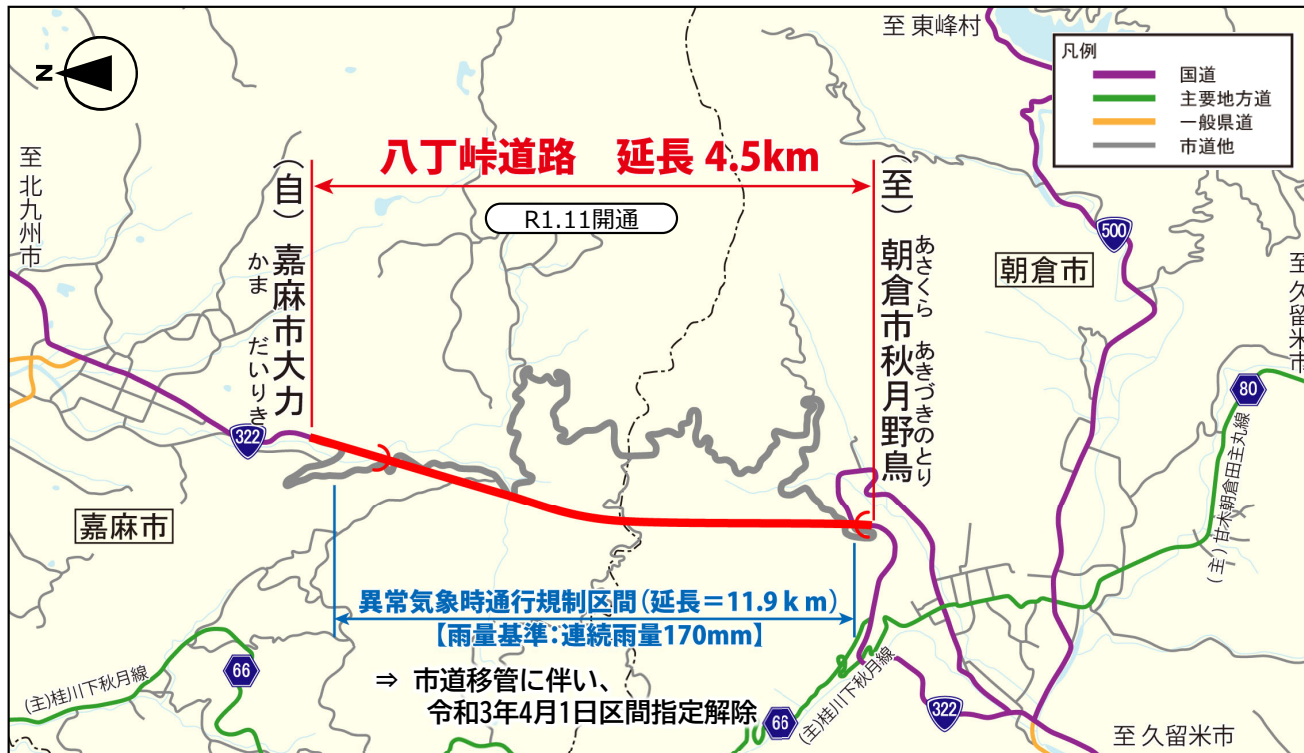 N
至 東峰村
凡例
国道
主要地方道
一般県道
市道他
至 北九州市
八丁峠道路　延長 4.5km
R1.11開通
（自）嘉麻市大力
かま　だいりき
（至）朝倉市秋月野鳥
あさくら　あきづきのとり
500
朝倉市
至 久留米市
80
(主)甘木朝倉田主丸線
322
嘉麻市
異常気象時通行規制区間(延長＝11.9ｋｍ)
【雨量基準：連続雨量170mm】
⇒ 市道移管に伴い、
令和3年4月1日区間指定解除
66
(主)桂川下秋月線
66
(主)桂川下秋月線
322
至 久留米市